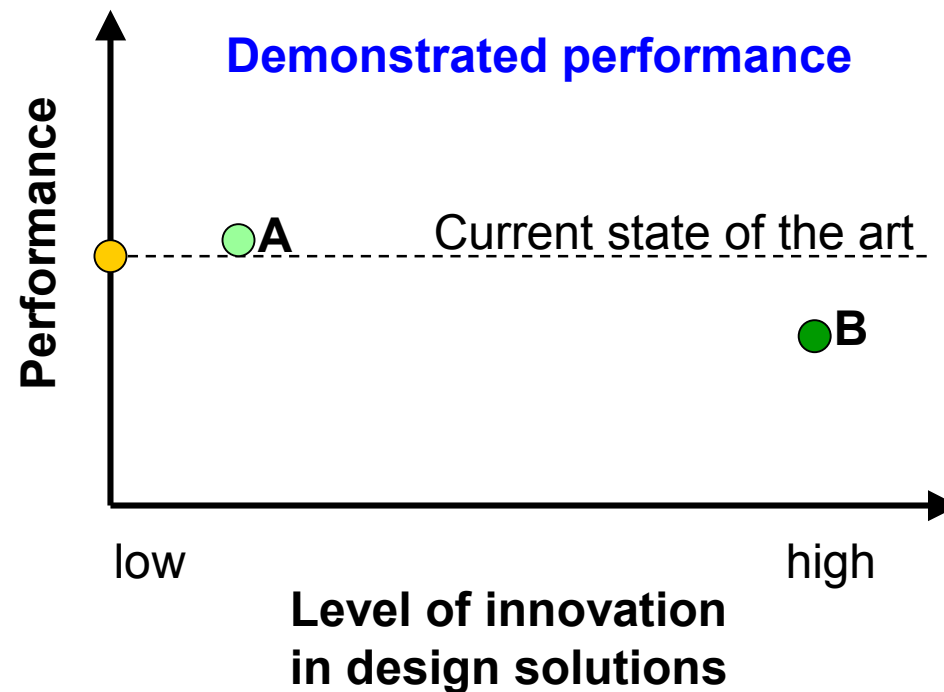 Demonstrated performance
Performance
A
Current state of the art
B
low
high
Level of innovation
in design solutions